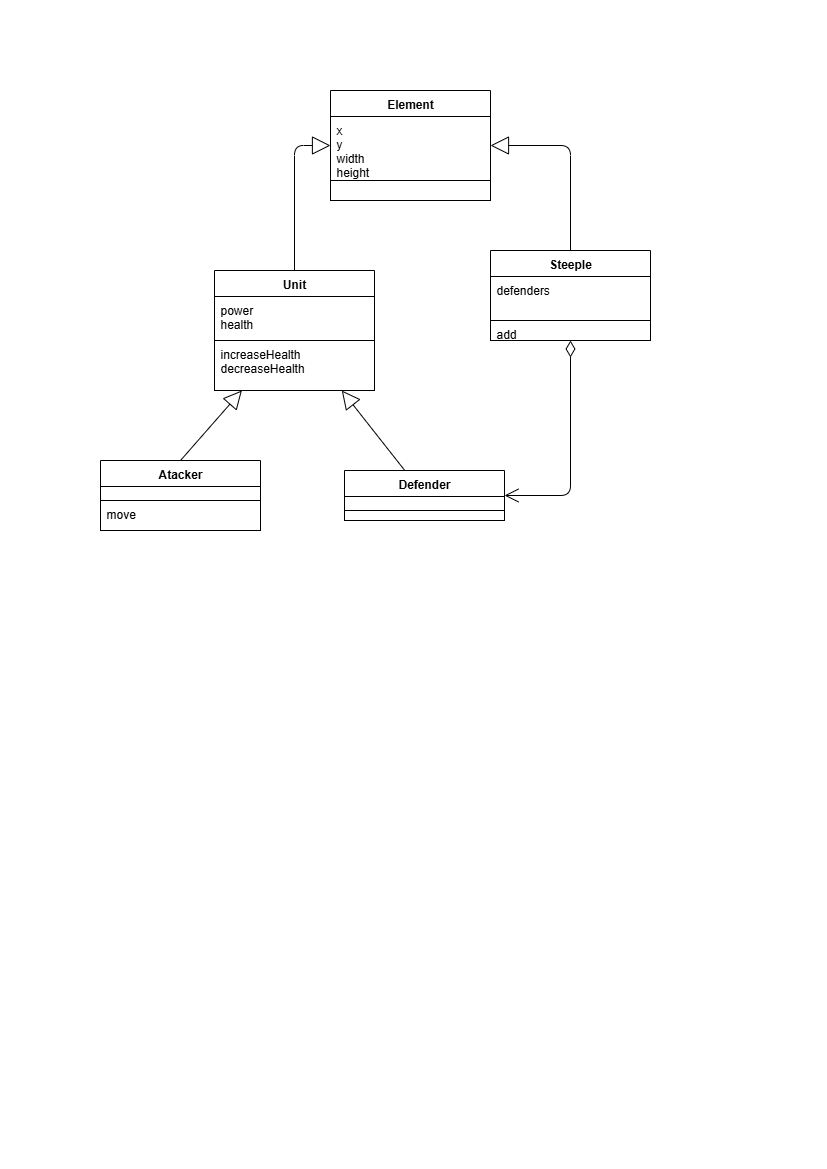 Element
x
y
width
height
Unit
power
health
increaseHealth
decreaseHealth
Steeple
defenders
add
Atacker
move
Defender